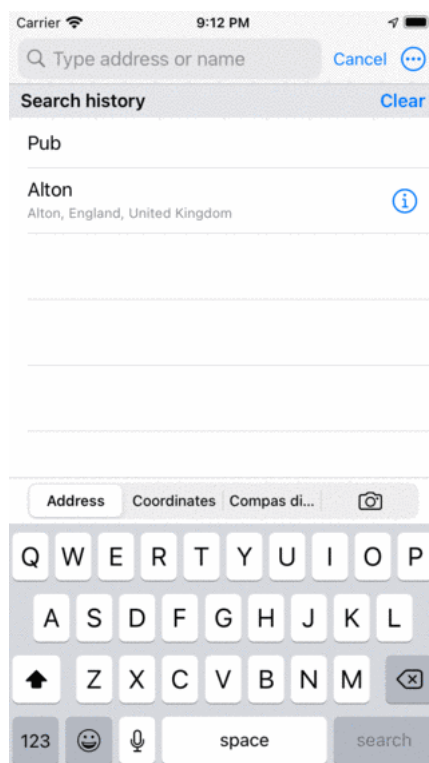 Carrier 9:12 PM
Type address or name Cancel
Search history Clear
Pub
Alton
Alton, England, United Kingdom
Address Coordinates Compas di...
Q W E R T Y U I O P
A S D F G H J K L
Z X C V B N M
123 space search